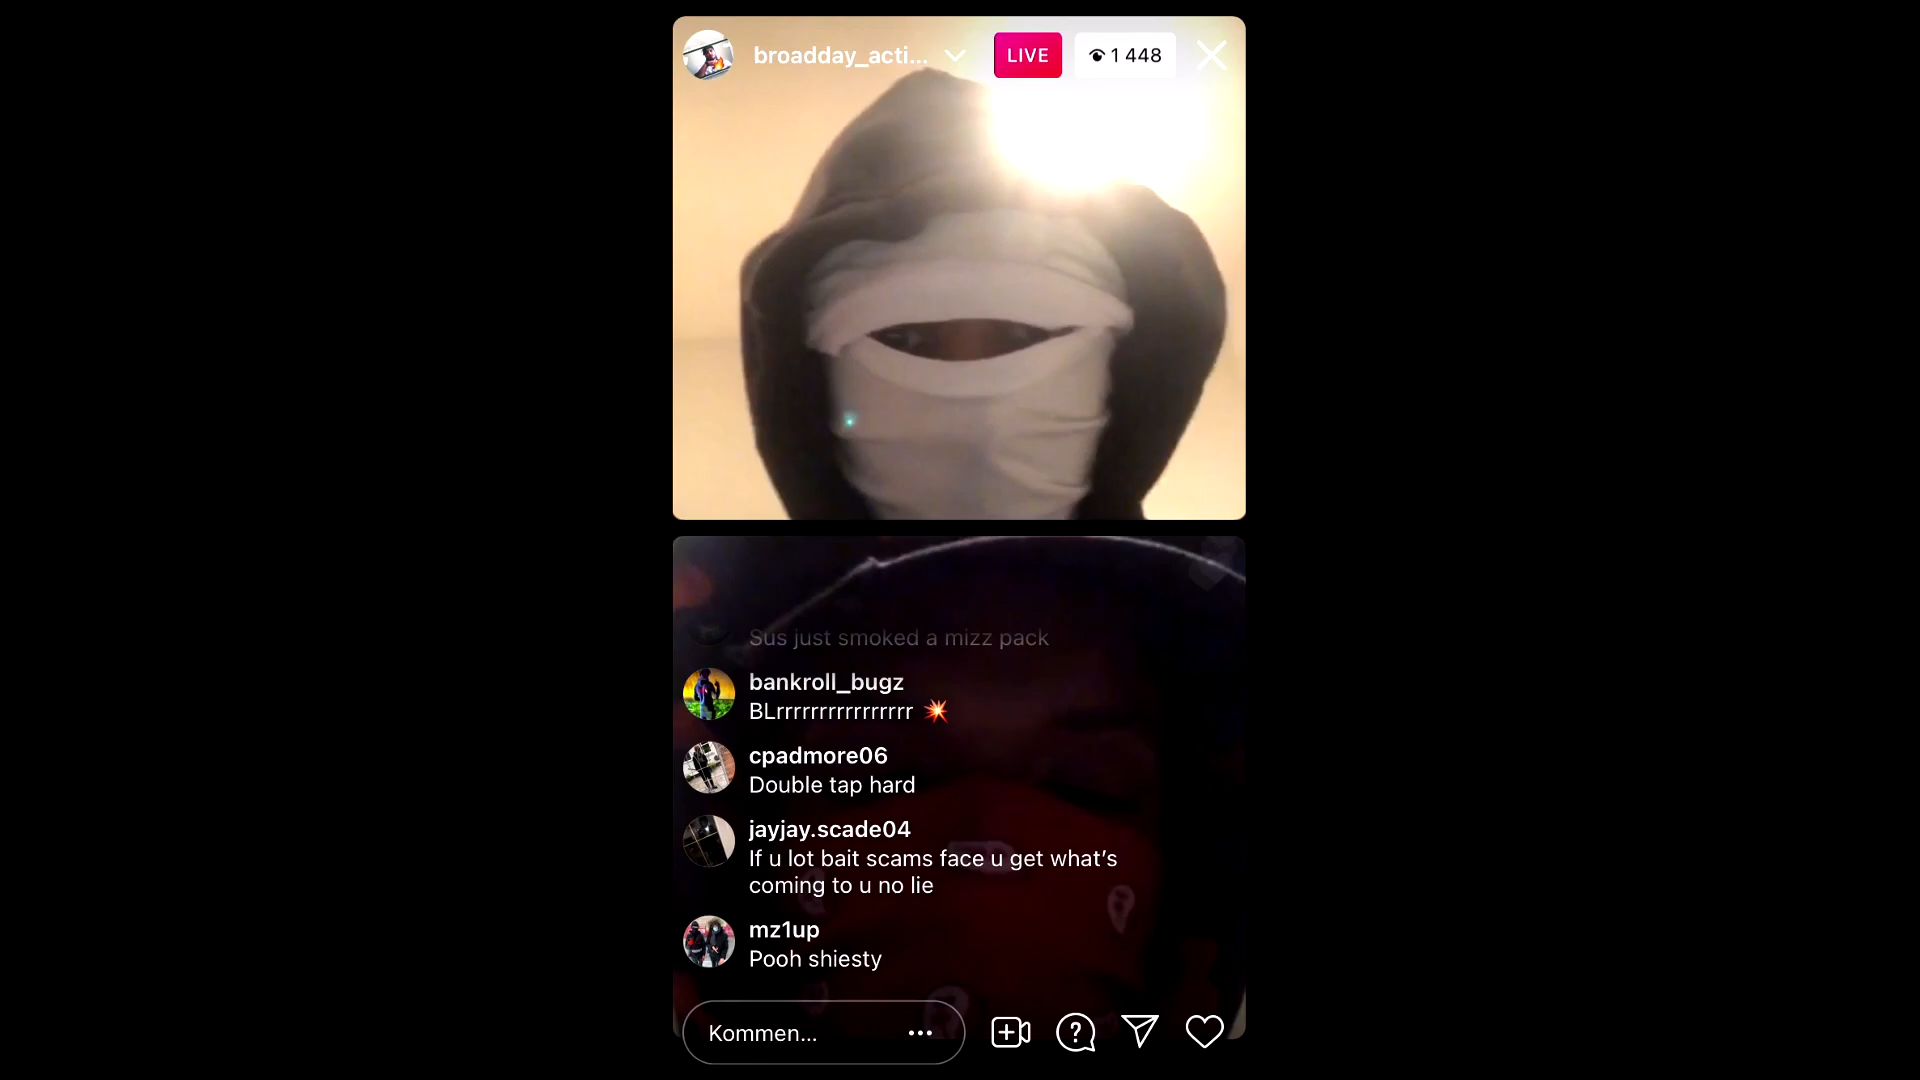 broadday_acti...
LIVE
1 448
Sus just smoked a mizz pack
bankroll_bugz
BLrrrrrrrrrrrrrrrr 💥
cpadmore06
Double tap hard
jayjay.scade04
If u lot bait scams face u get what’s
coming to u no lie
mz1up
Pooh shiesty
Kommen...